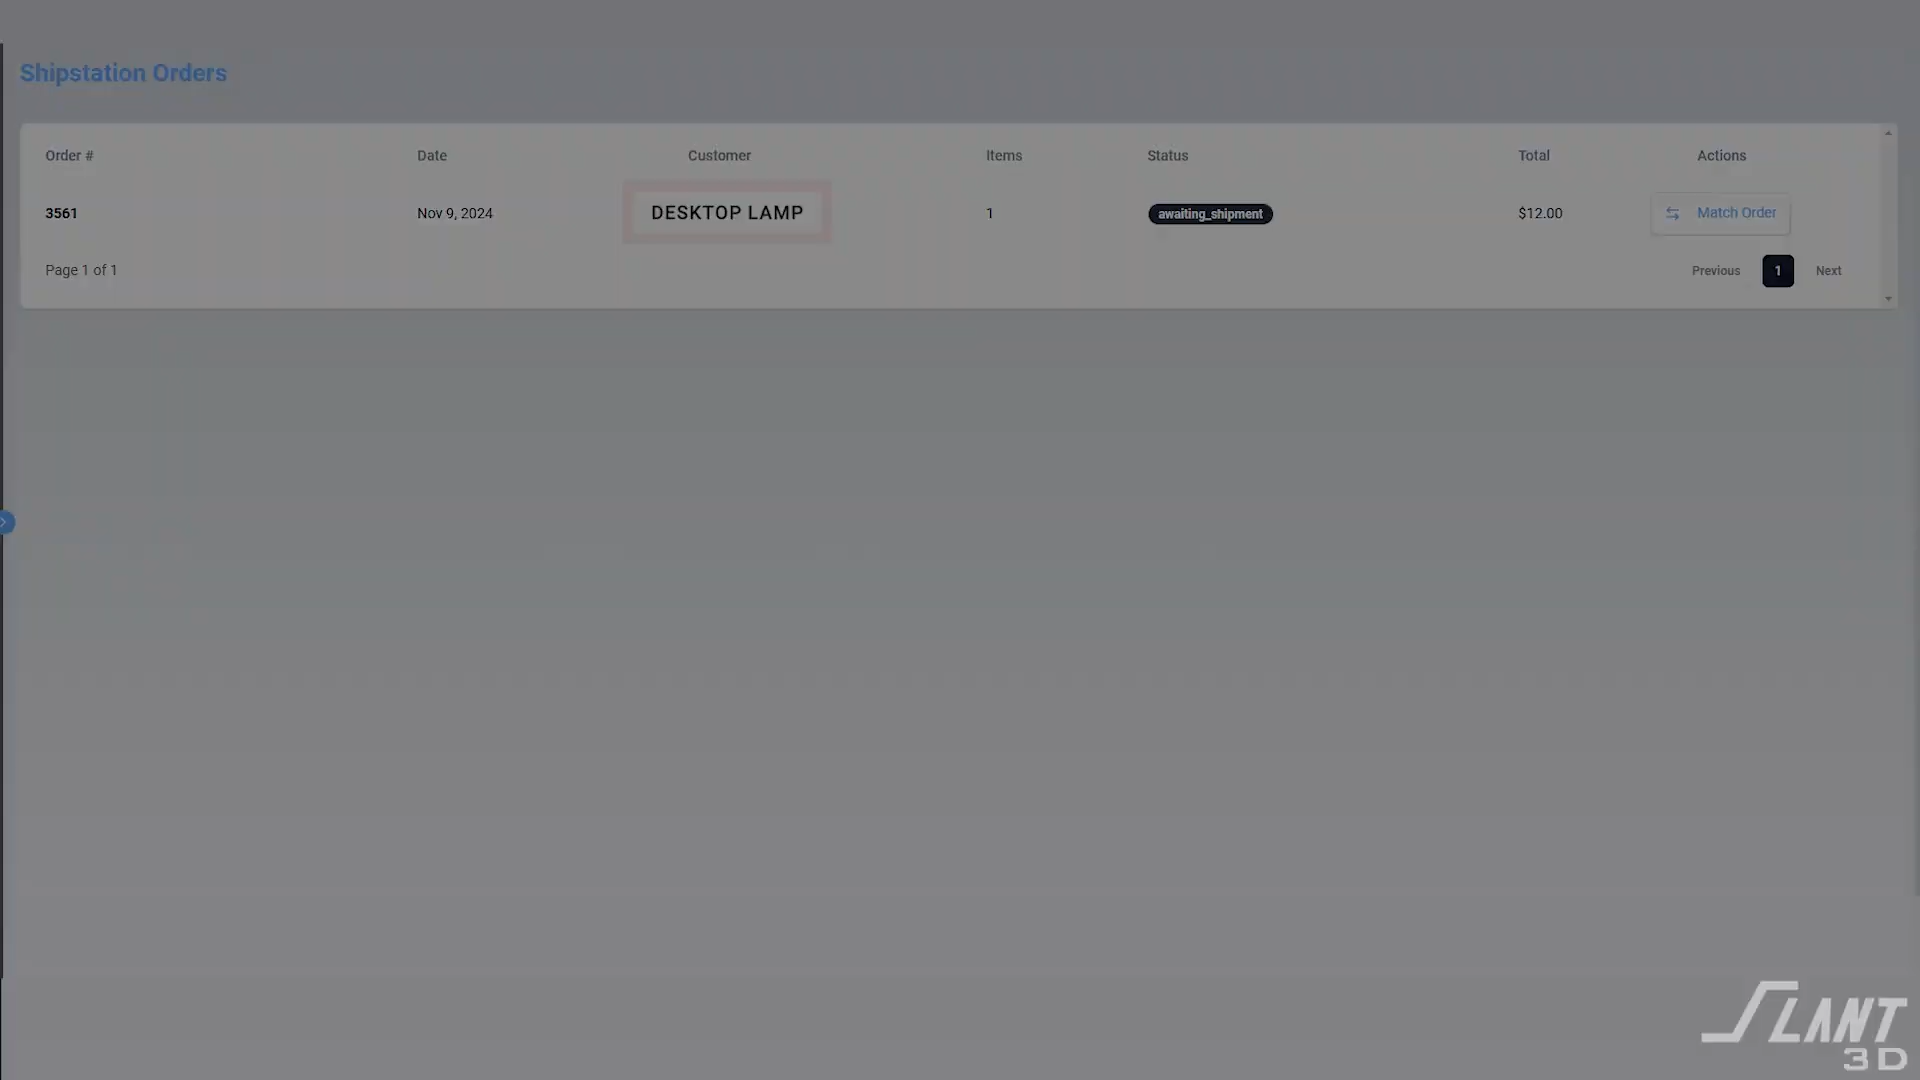 Shipstation Orders
Order # Date Customer Items Status Total Actions
3561 Nov 9, 2024 DESKTOP LAMP 1 awaiting_shipment $12.00 Match Order
Page 1 of 1 Previous 1 Next
SLANT
3D